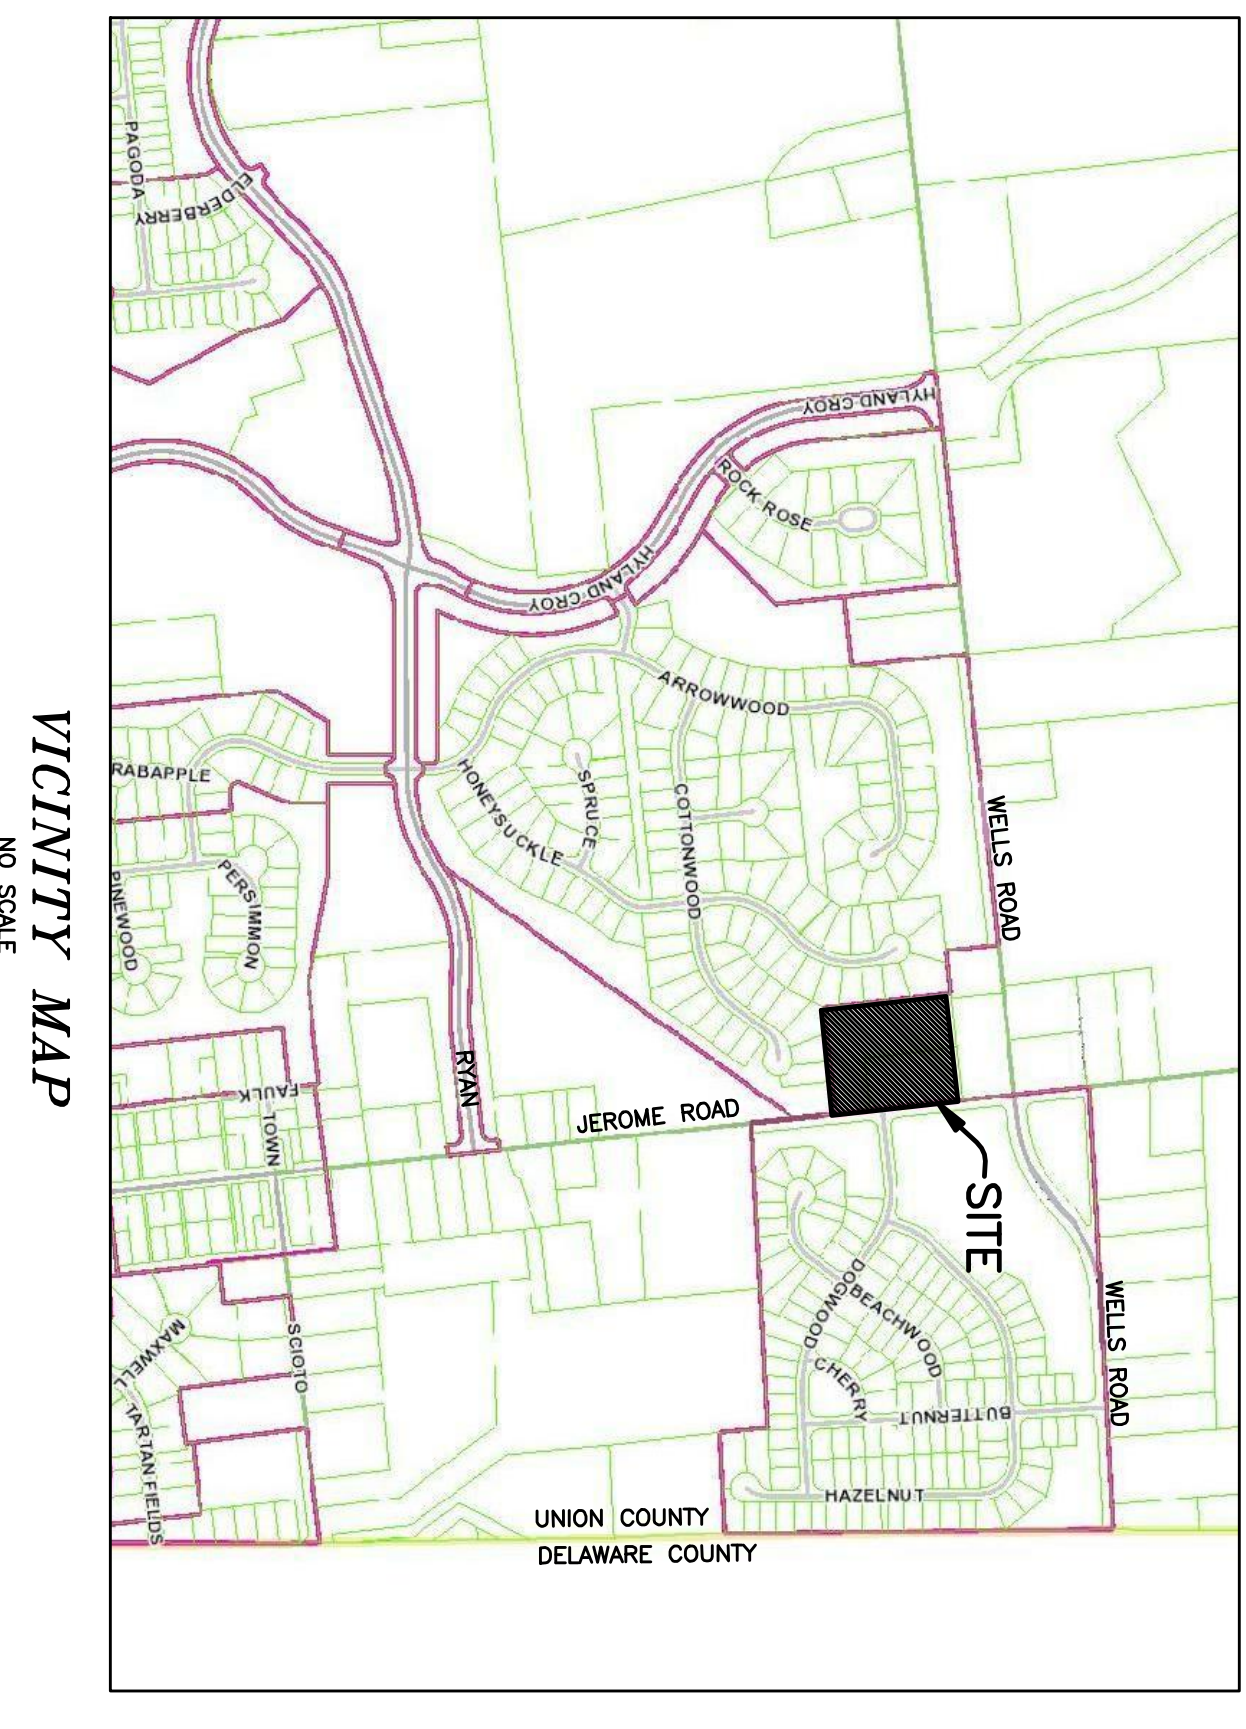 PAGODA
ELDERBERRY
HYLAND CROY
ROCK ROSE
HYLAND CROY
ARROWWOOD
SPRUCE
HONEYSUCKLE
COTTONWOOD
WELLS ROAD
RABAPPLE
PERSIMMON
PINEWOOD
RYAN
JEROME ROAD
FAULK
TOWN
SITE
DOGWOOD
BEACHWOOD
CHERRY
BUTTERNUT
HAZELNUT
WELLS ROAD
SCIOTO
MAXWELL
TARTAN FIELDS
UNION COUNTY
DELAWARE COUNTY
VICINITY MAP
NO SCALE